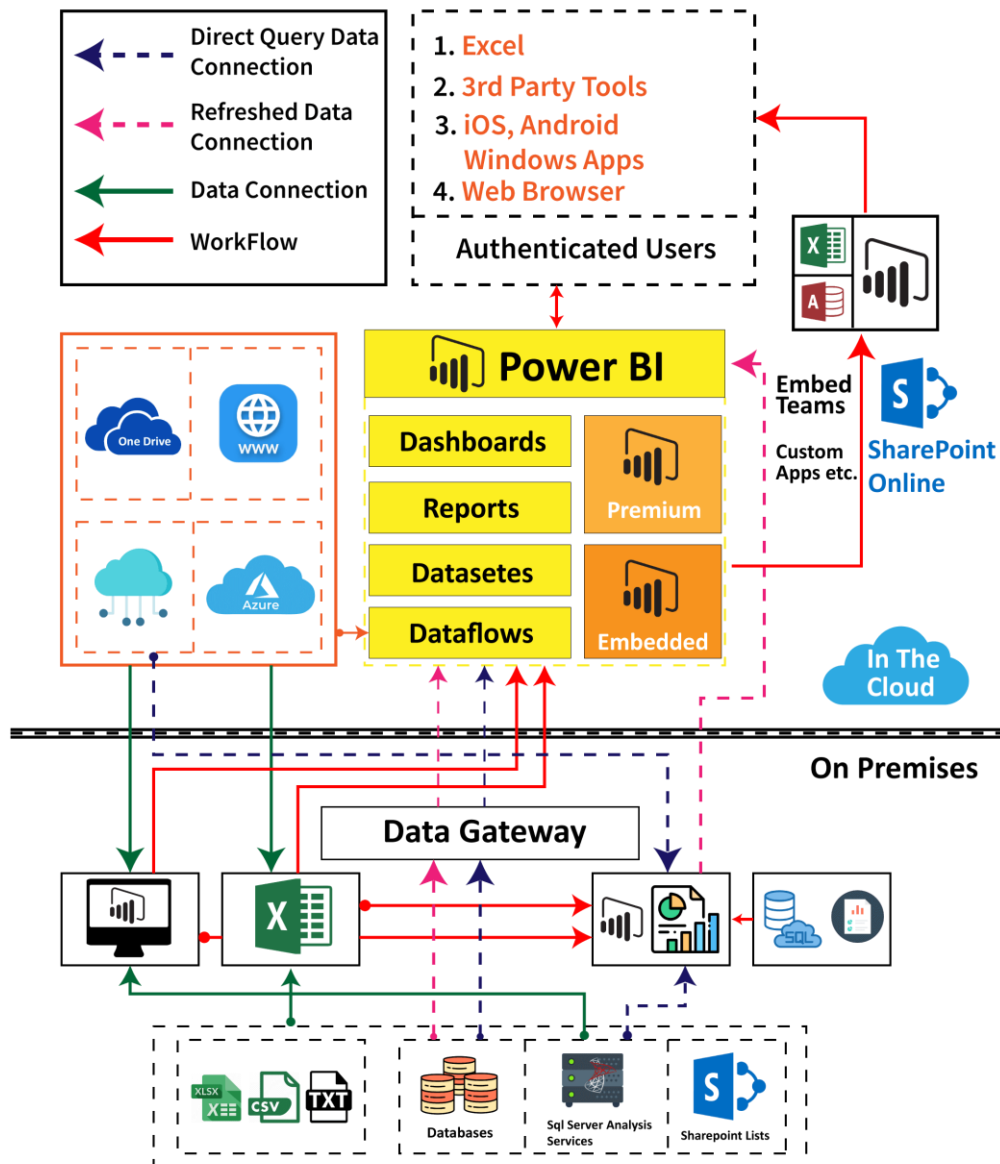 Direct Query Data
Connection
Refreshed Data
Connection
Data Connection
WorkFlow
1. Excel
2. 3rd Party Tools
3. iOS, Android
Windows Apps
4. Web Browser
Authenticated Users
X
A
One Drive
WWW
Azure
Power BI
Dashboards
Reports
Datasetes
Dataflows
Premium
Embedded
Embed
Teams
Custom
Apps etc.
S
SharePoint
Online
In The
Cloud
On Premises
Data Gateway
X
SQL
XLSX
X
CSV
TXT
Databases
Sql Server Analysis
Services
S
Sharepoint Lists